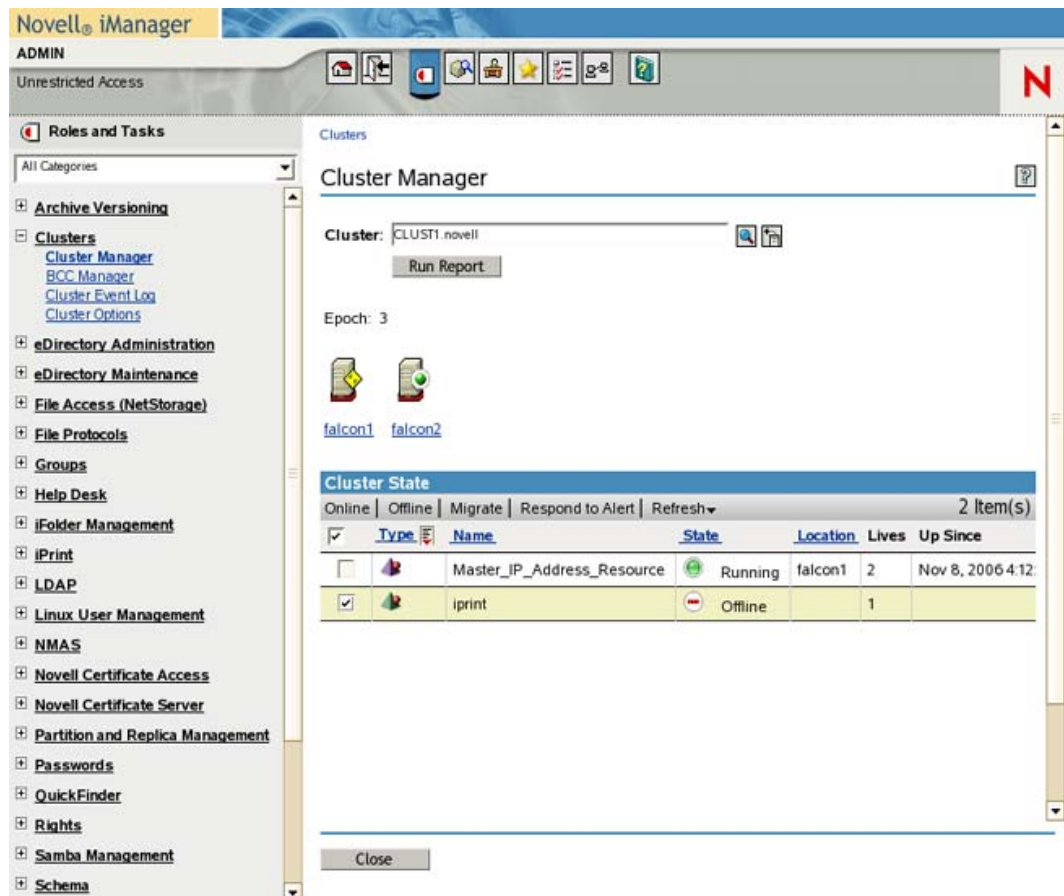 Novell® iManager
ADMIN
Unrestricted Access
N
Roles and Tasks
All Categories
Archive Versioning
Clusters
Cluster Manager
BCC Manager
Cluster Event Log
Cluster Options
eDirectory Administration
eDirectory Maintenance
File Access (NetStorage)
File Protocols
Groups
Help Desk
iFolder Management
iPrint
LDAP
Linux User Management
NMAS
Novell Certificate Access
Novell Certificate Server
Partition and Replica Management
Passwords
QuickFinder
Rights
Samba Management
Schema
Clusters
Cluster Manager
?
Cluster: CLUST1.novell
Run Report
Epoch: 3
falcon1 falcon2
Cluster State
Online | Offline | Migrate | Respond to Alert | Refresh 2 Item(s)
Type Name State Location Lives Up Since
Master_IP_Address_Resource Running falcon1 2 Nov 8, 2006 4:12:
iprint Offline 1
Close